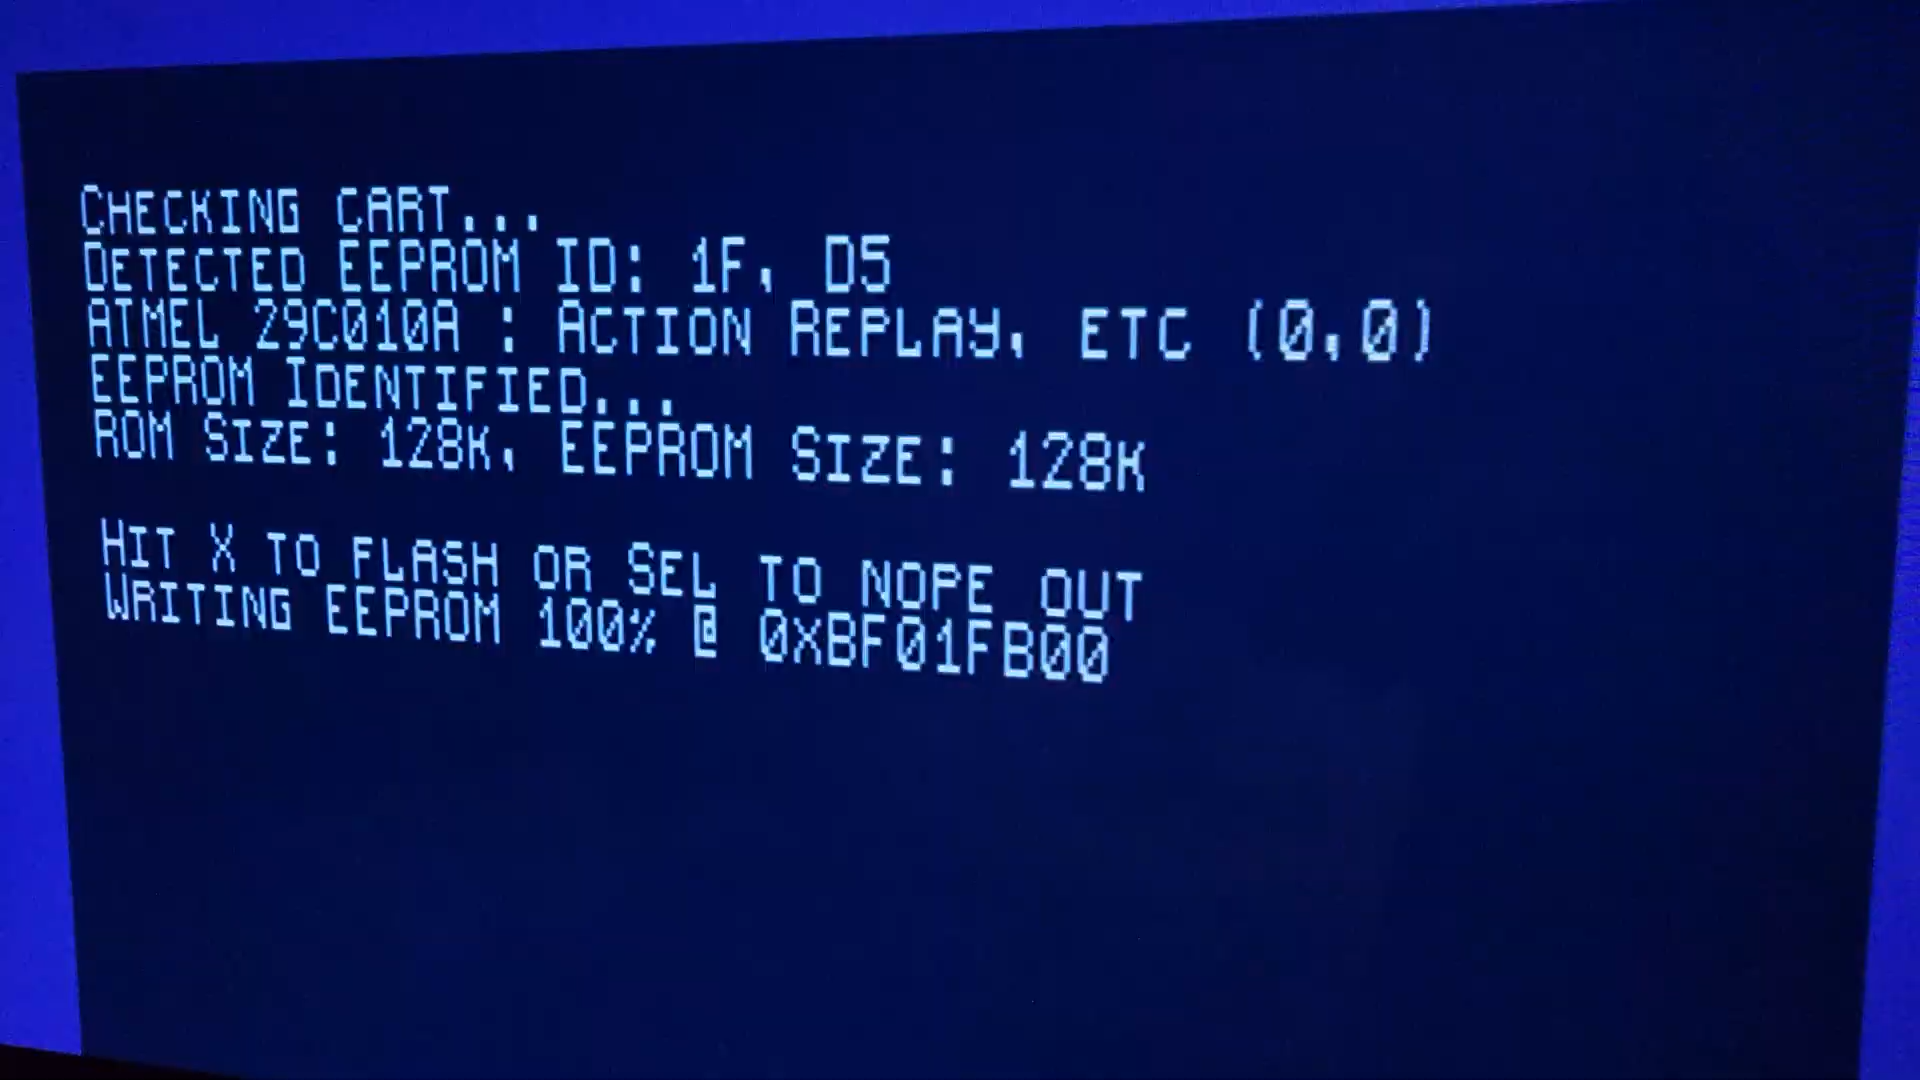 Checking cart...
Detected EEPROM ID: 1F, D5
ATMEL 29C010A : Action Replay, etc (0,0)
EEPROM Identified...
ROM Size: 128k, EEPROM Size: 128k
Hit X to flash or Sel to nope out
Writing EEPROM 100% @ 0xBF01FB00